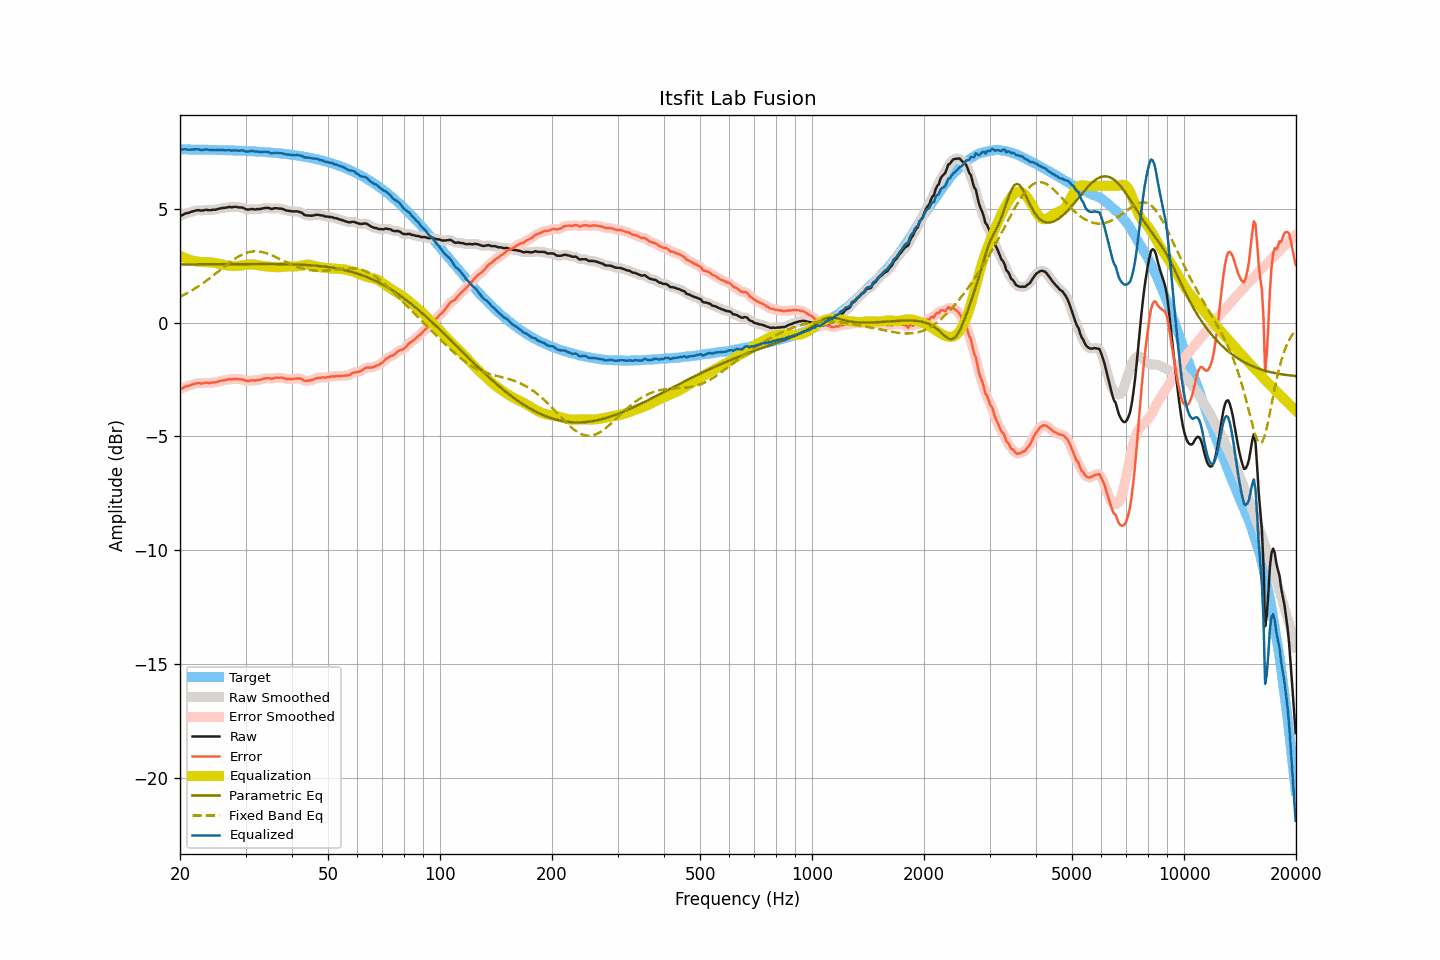 Itsfit Lab Fusion
Amplitude (dBr)
5
0
−5
−10
−15
−20
Target
Raw Smoothed
Error Smoothed
Raw
Error
Equalization
Parametric Eq
Fixed Band Eq
Equalized
20 50 100 200 500 1000 2000 5000 10000 20000
Frequency (Hz)